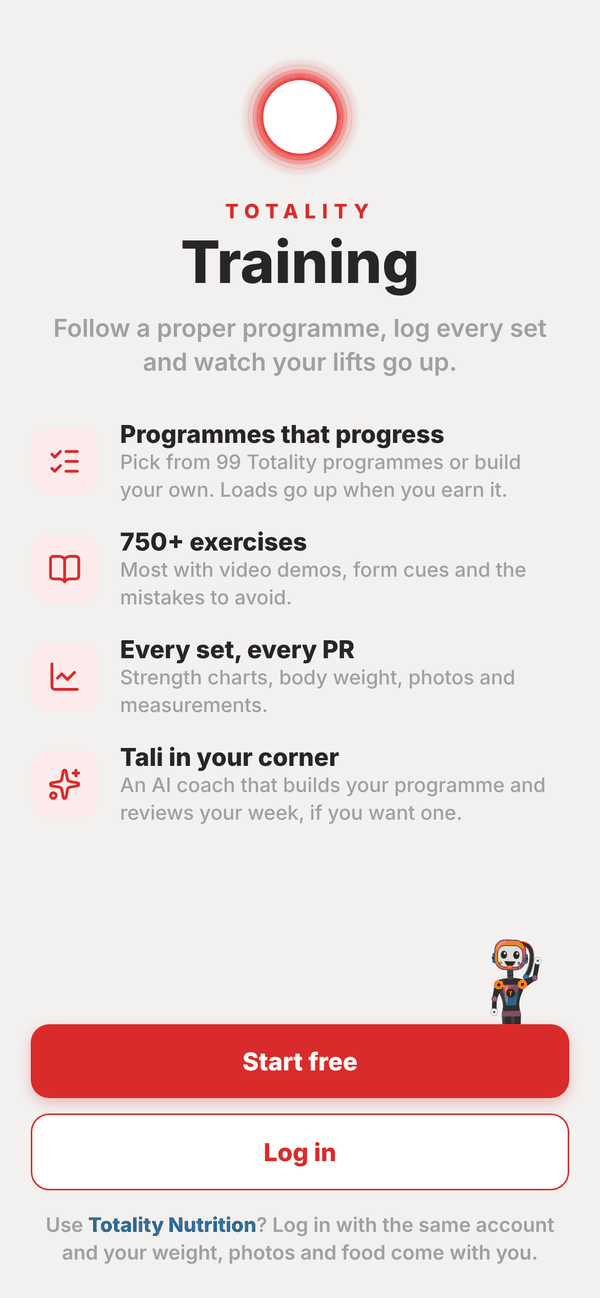 TOTALITY
Training
Follow a proper programme, log every set
and watch your lifts go up.
Programmes that progress
Pick from 99 Totality programmes or build
your own. Loads go up when you earn it.
750+ exercises
Most with video demos, form cues and the
mistakes to avoid.
Every set, every PR
Strength charts, body weight, photos and
measurements.
Tali in your corner
An AI coach that builds your programme and
reviews your week, if you want one.
Start free
Log in
Use Totality Nutrition? Log in with the same account
and your weight, photos and food come with you.